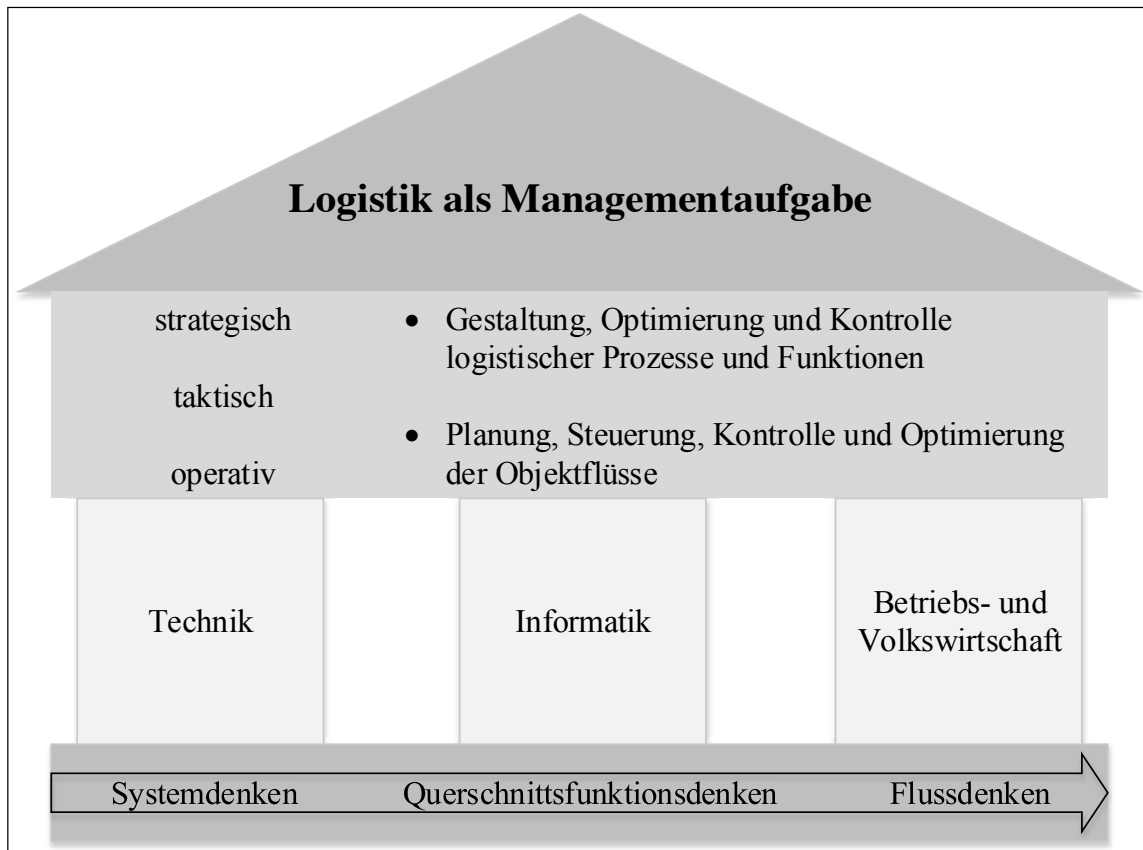 Logistik als Managementaufgabe
strategisch
taktisch
operativ
• Gestaltung, Optimierung und Kontrolle
logistischer Prozesse und Funktionen
• Planung, Steuerung, Kontrolle und Optimierung
der Objektflüsse
Technik
Informatik
Betriebs- und
Volkswirtschaft
Systemdenken
Querschnittsfunktionsdenken
Flussdenken